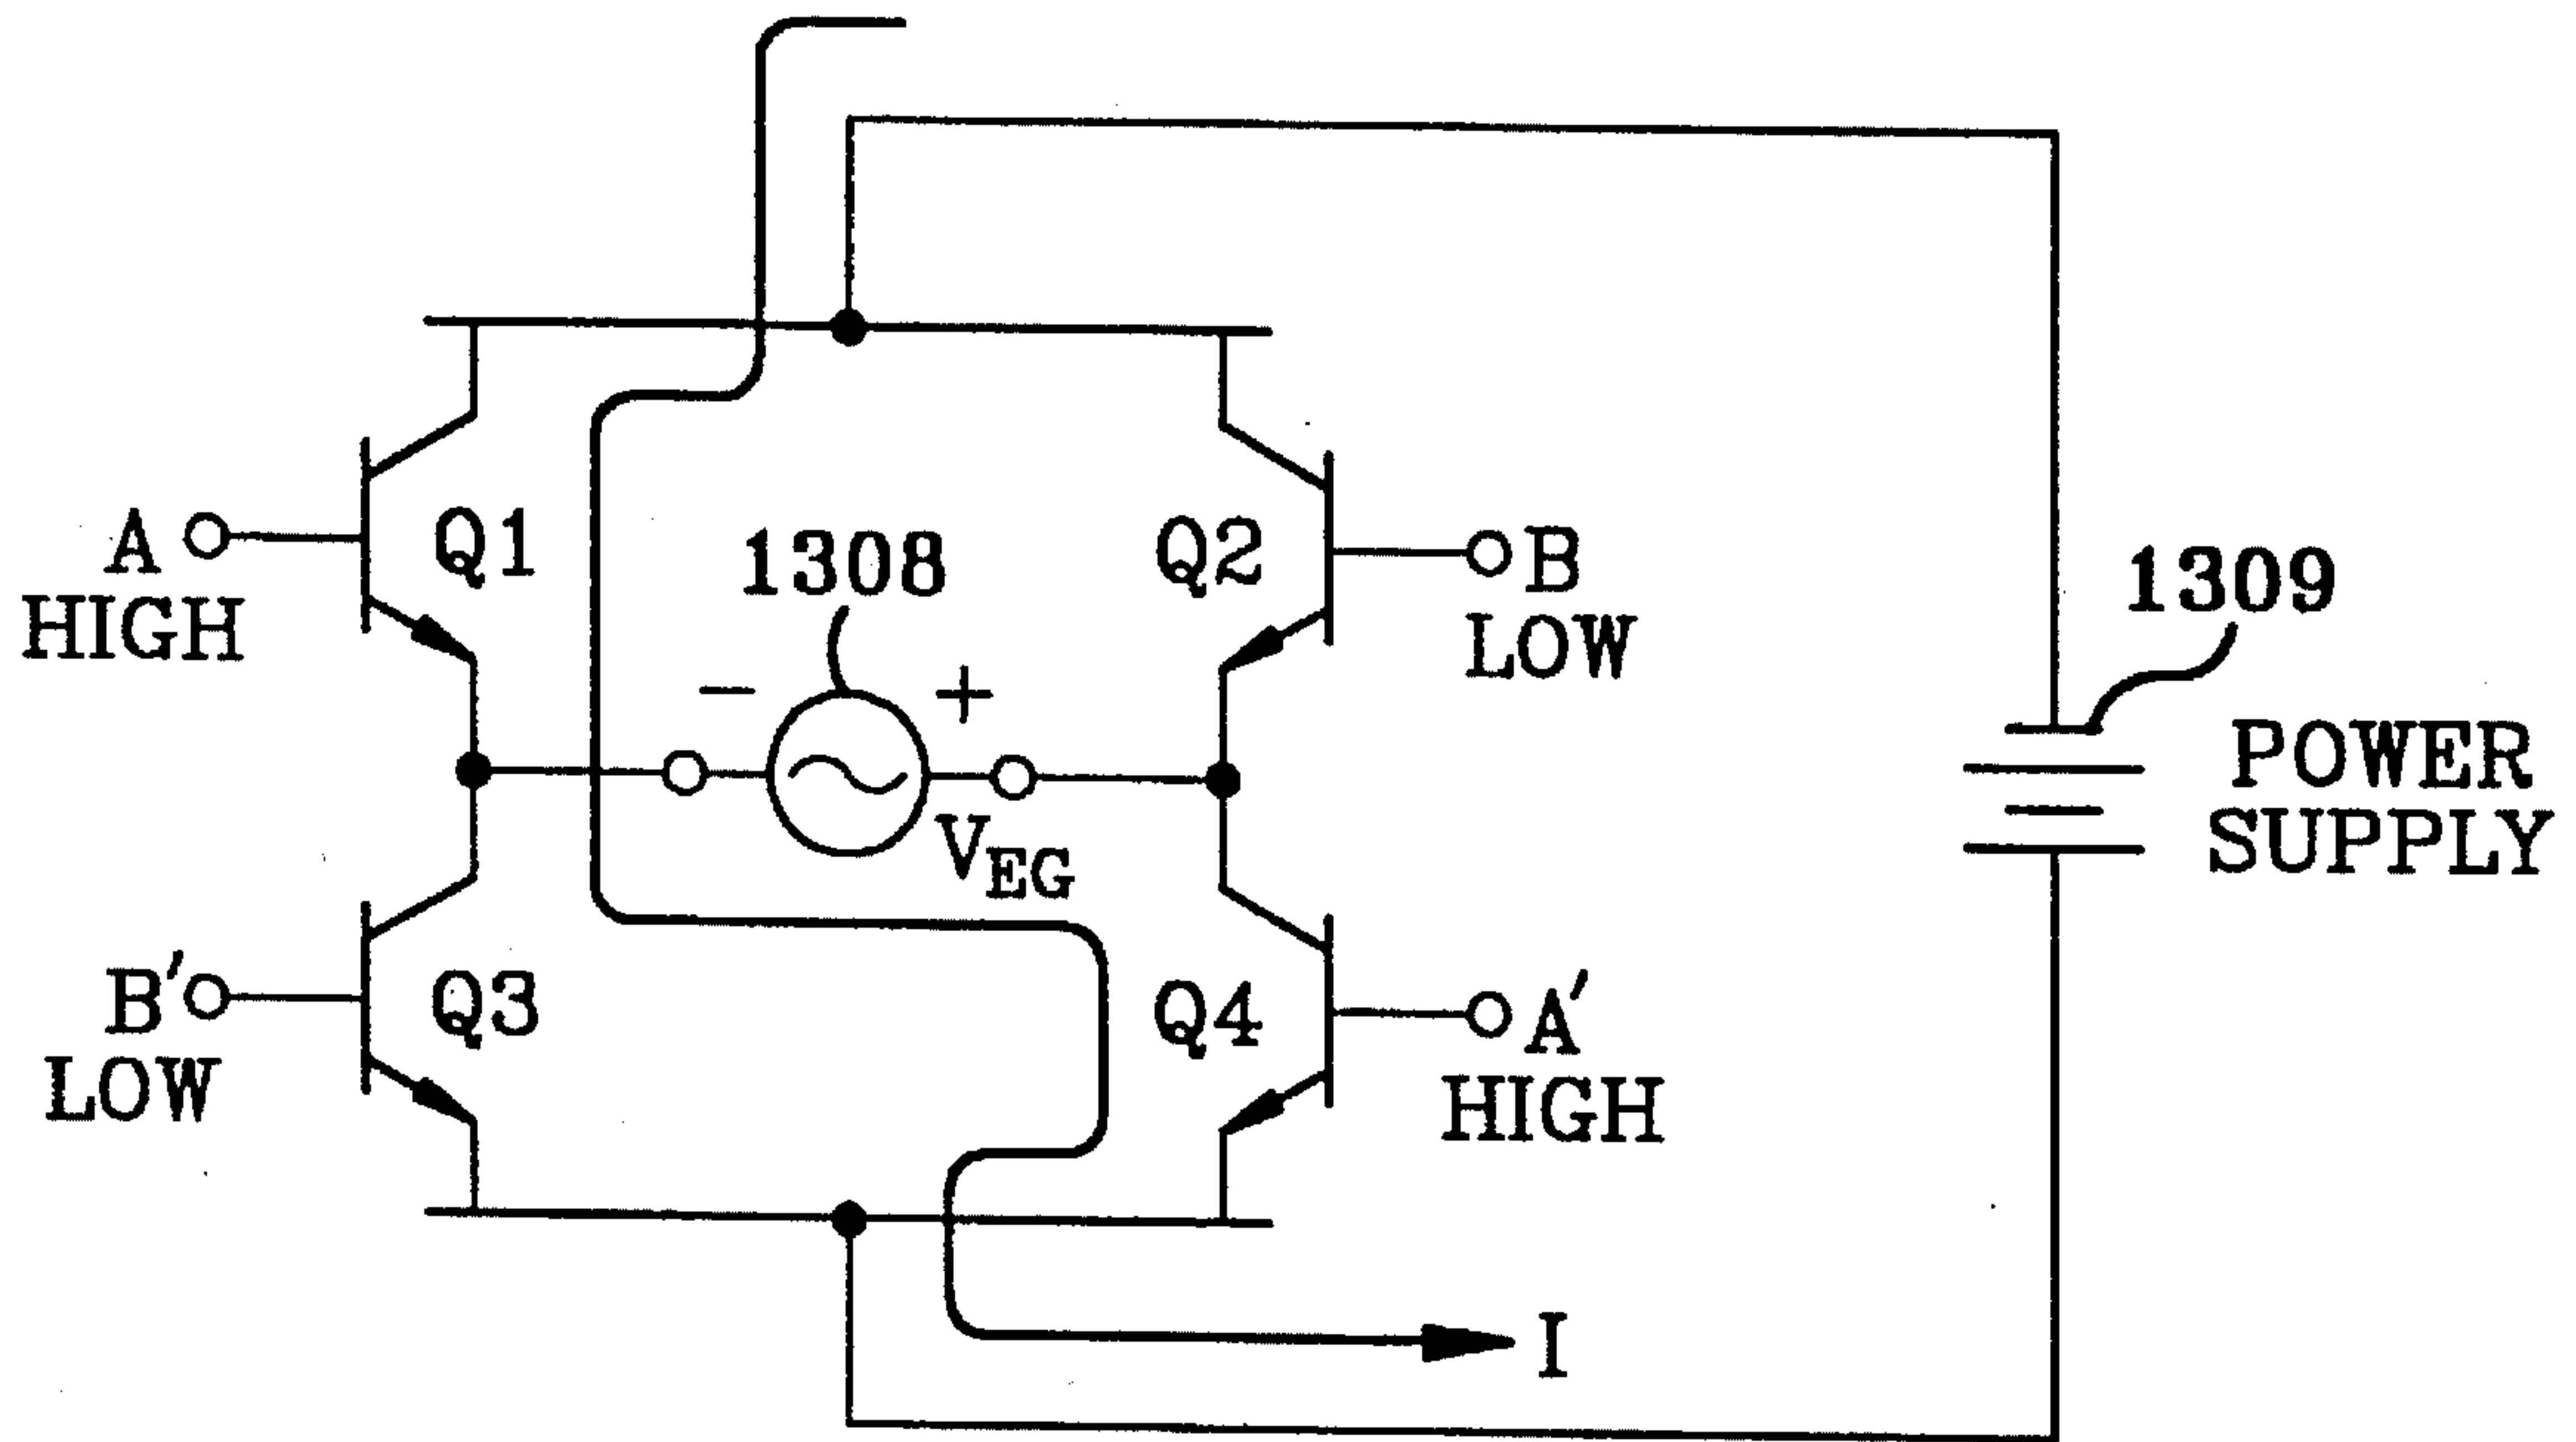 A
HIGH
Q1
1308
−
+
V_EG
Q2
B
LOW
1309
POWER
SUPPLY
B'
LOW
Q3
Q4
A'
HIGH
I